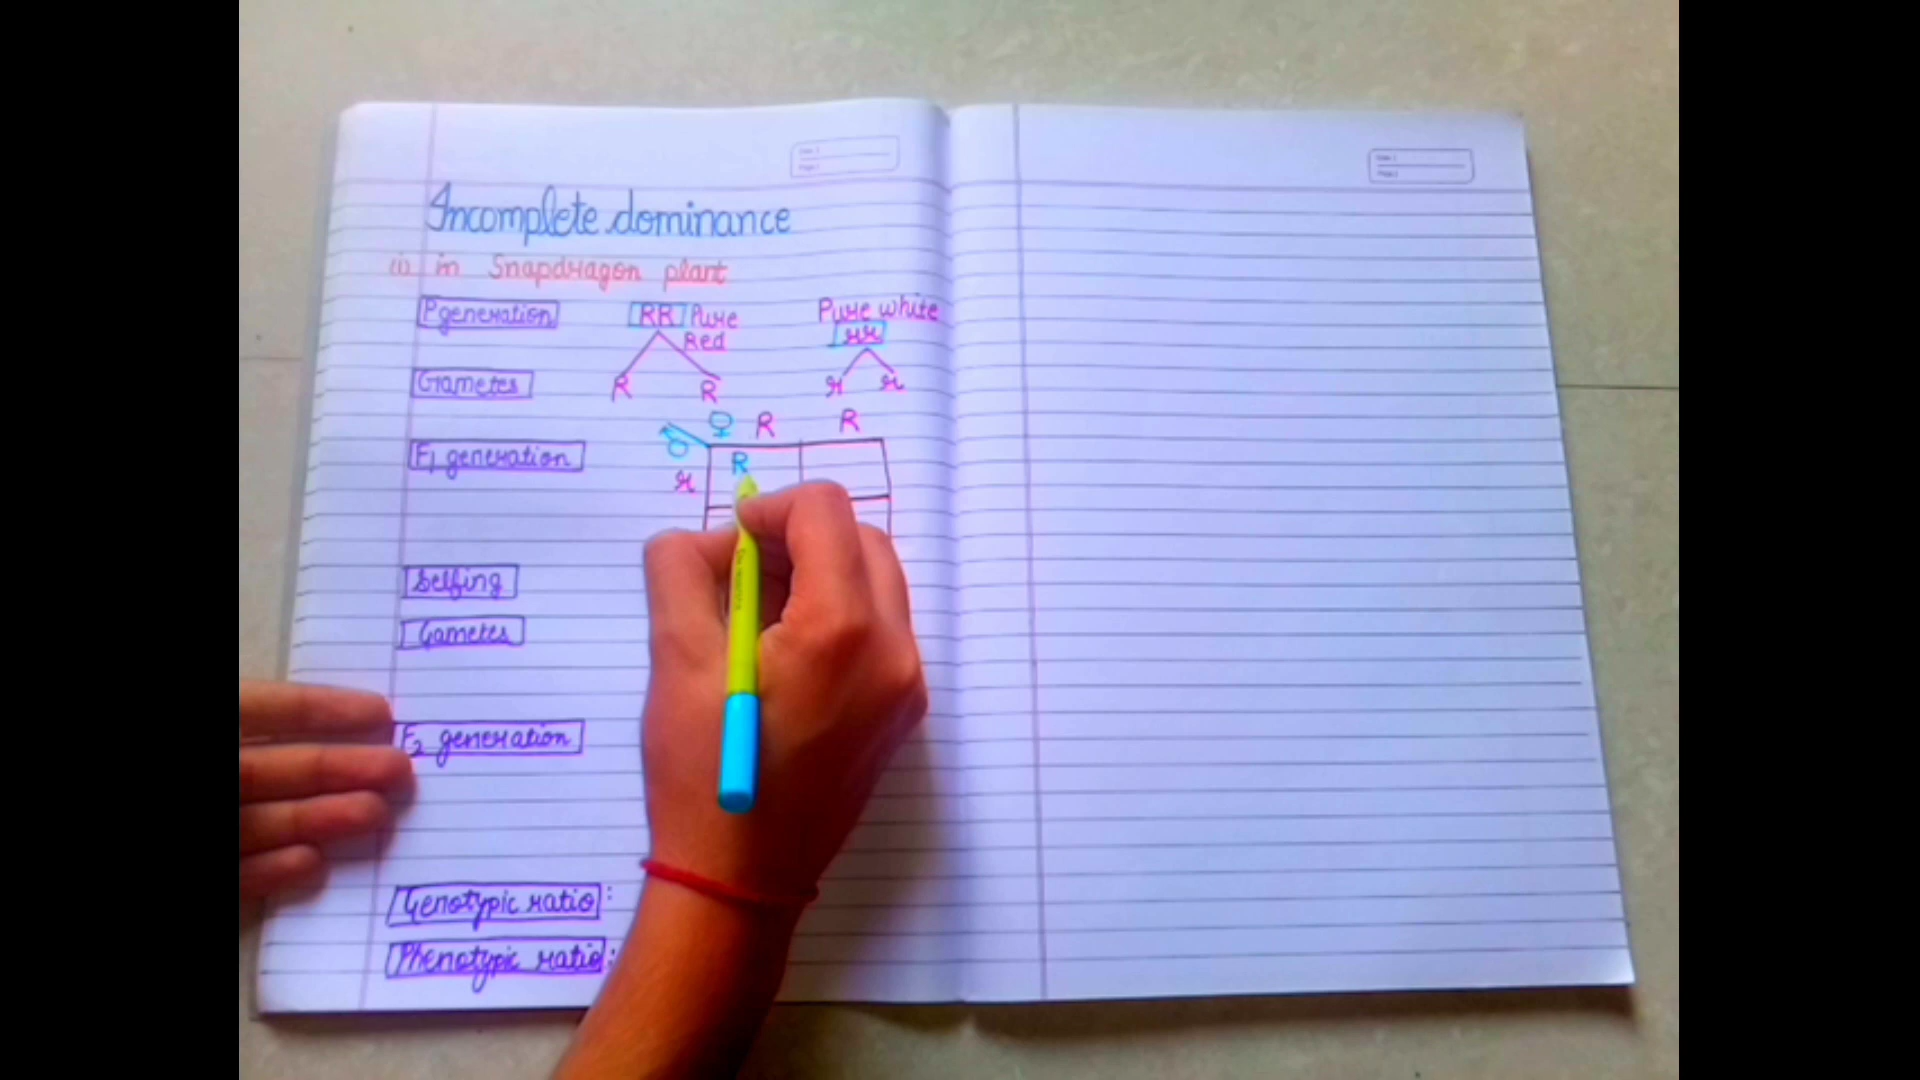 Incomplete dominance
(i) in Snapdragon plant
P generation RR Pure Red Pure white rr
Gametes R R r r
♂ ♀ R R
F1 generation r R
Selfing
Gametes
F2 generation
Genotypic ratio :
Phenotypic ratio :